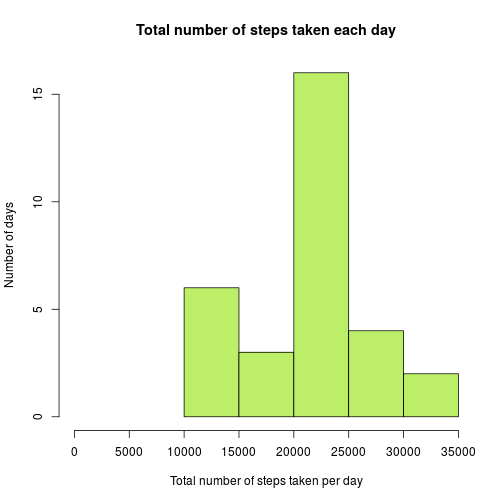 Total number of steps taken each day
Number of days
15
10
5
0
0 5000 10000 15000 20000 25000 30000 35000
Total number of steps taken per day